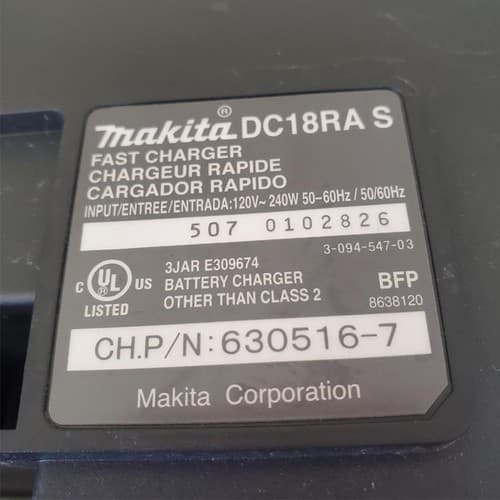 makita® DC18RA S
FAST CHARGER
CHARGEUR RAPIDE
CARGADOR RAPIDO
INPUT/ENTREE/ENTRADA:120V~ 240W 50-60Hz / 50/60Hz
507 0102826
3-094-547-03
C UL® US
LISTED
3JAR E309674
BATTERY CHARGER
OTHER THAN CLASS 2
BFP
8638120
CH.P/N:630516-7
Makita Corporation